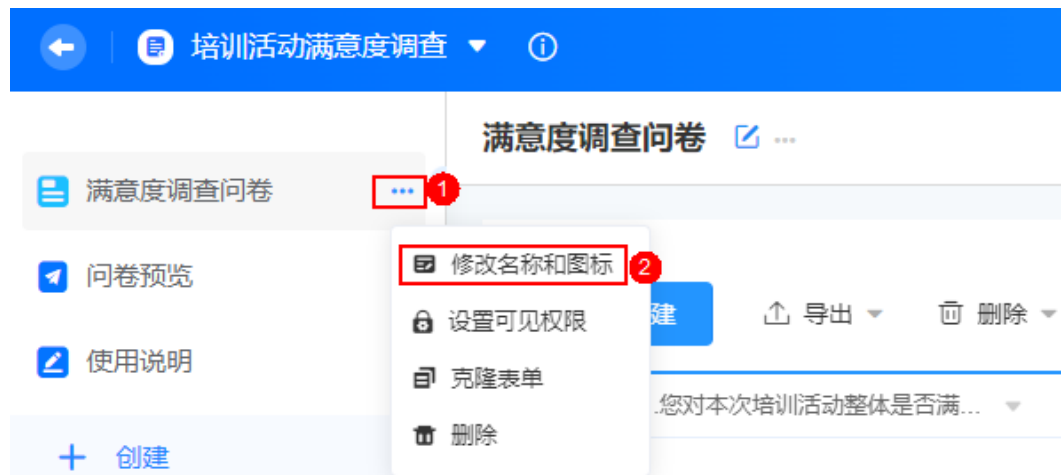 培训活动满意度调查
满意度调查问卷
满意度调查问卷
1
修改名称和图标
2
问卷预览
设置可见权限
建
导出
删除
使用说明
克隆表单
.您对本次培训活动整体是否满...
删除
创建